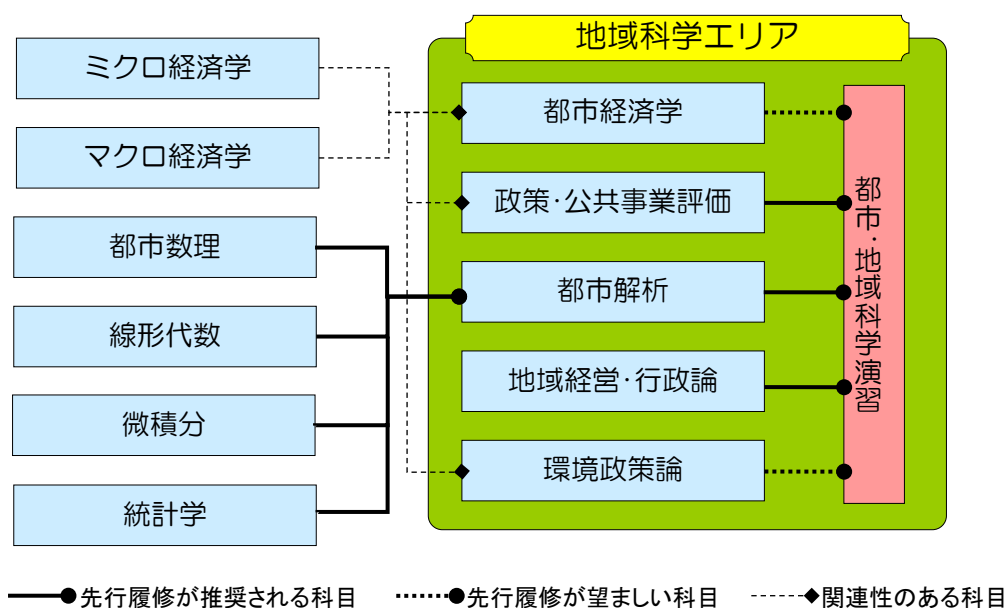 地域科学エリア
ミクロ経済学
マクロ経済学
都市数理
線形代数
微積分
統計学
都市経済学
政策・公共事業評価
都市解析
地域経営・行政論
環境政策論
都市・地域科学演習
先行履修が推奨される科目
先行履修が望ましい科目
関連性のある科目